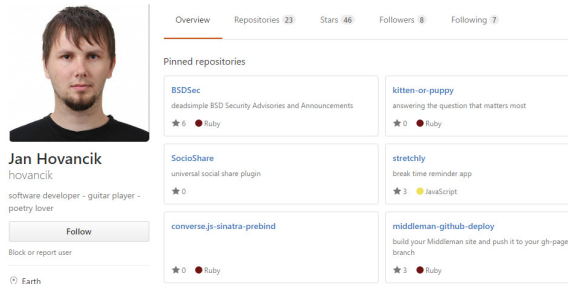 Overview Repositories 23 Stars 46 Followers 8 Following 7
Pinned repositories
BSDSec
deadsimple BSD Security Advisories and Announcements
6 Ruby
kitten-or-puppy
answering the question that matters most
0 Ruby
SocioShare
universal social share plugin
0
stretchly
break time reminder app
3 JavaScript
converse.js-sinatra-prebind
0 Ruby
middleman-github-deploy
build your Middleman site and push it to your gh-page
branch
3 Ruby
Jan Hovancik
hovancik
software developer - guitar player -
poetry lover
Follow
Block or report user
Earth